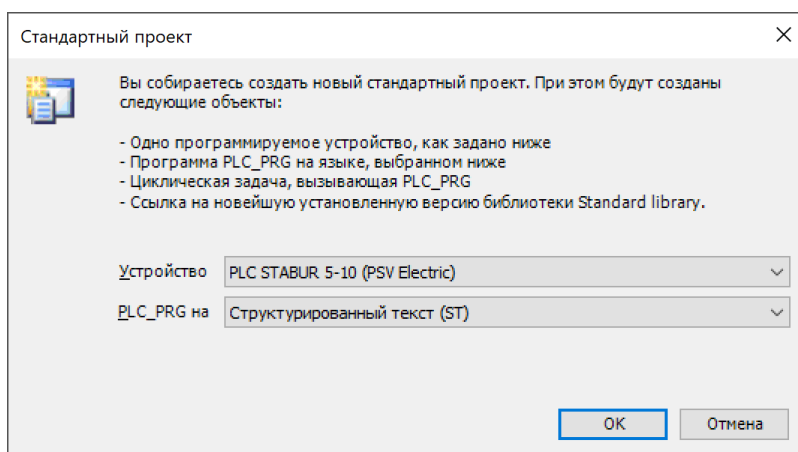 Стандартный проект
Вы собираетесь создать новый стандартный проект. При этом будут созданы
следующие объекты:
- Одно программируемое устройство, как задано ниже
- Программа PLC_PRG на языке, выбранном ниже
- Циклическая задача, вызывающая PLC_PRG
- Ссылка на новейшую установленную версию библиотеки Standard library.
Устройство PLC STABUR 5-10 (PSV Electric)
PLC_PRG на Структурированный текст (ST)
OK Отмена